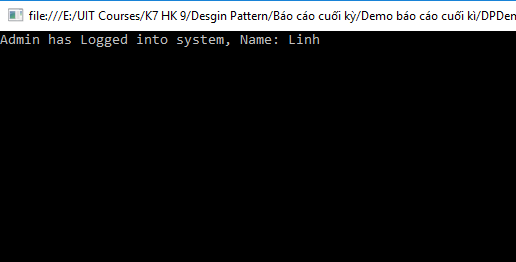 file:///E:/UIT Courses/K7 HK 9/Desgin Pattern/Báo cáo cuối kỳ/Demo báo cáo cuối kì/DPDen
Admin has Logged into system, Name: Linh